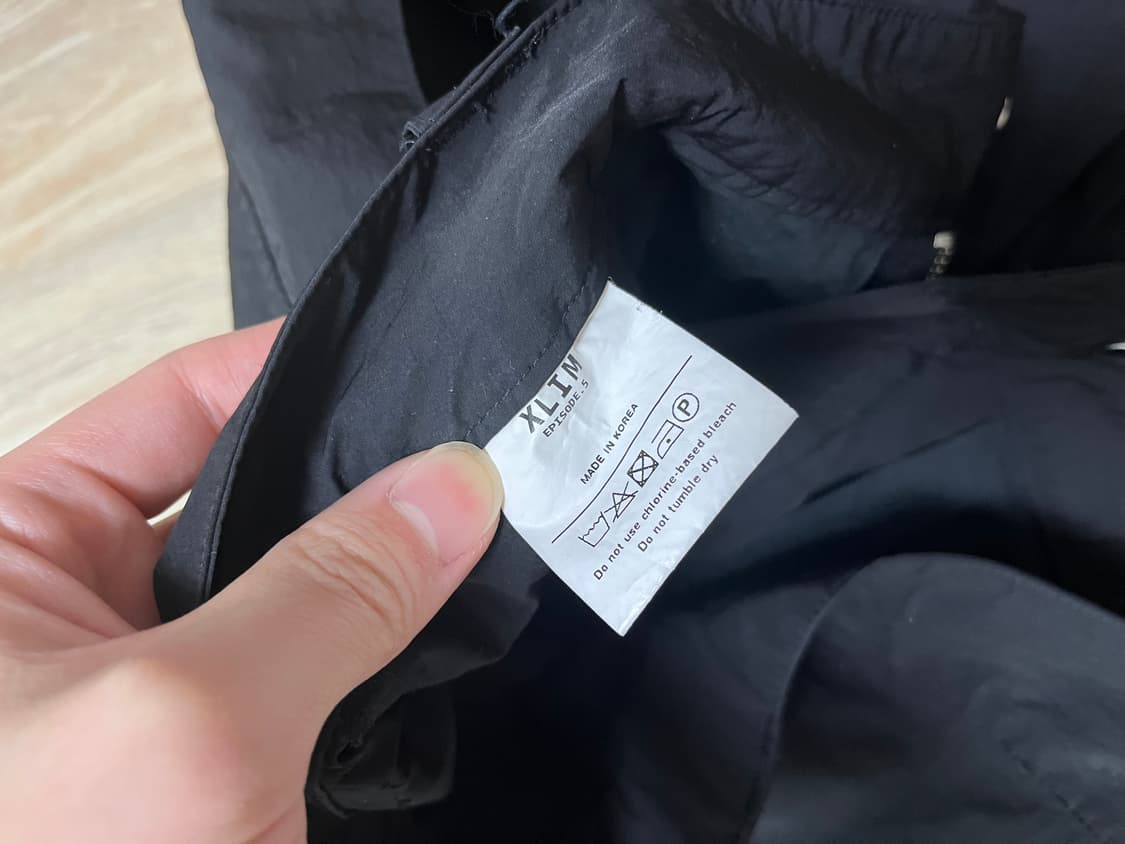 XLIM
EPISODE.5
MADE IN KOREA
P
Do not use chlorine-based bleach
Do not tumble dry